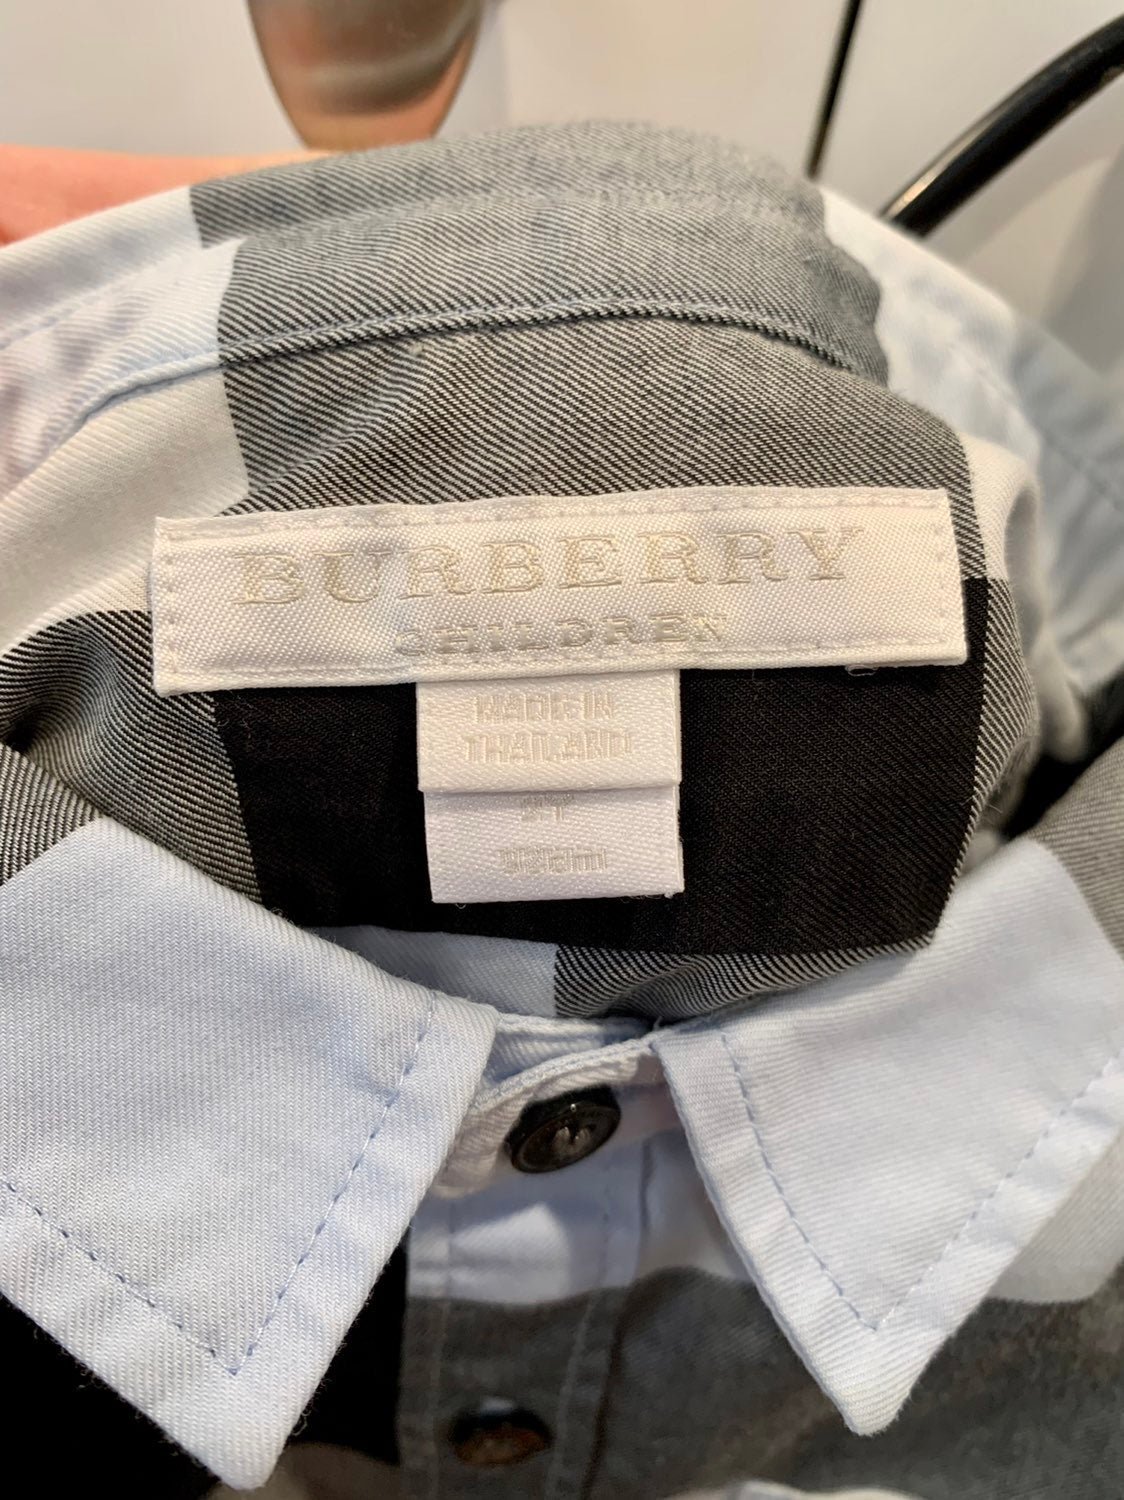 BURBERRY
CHILDREN
MADE IN
THAILAND